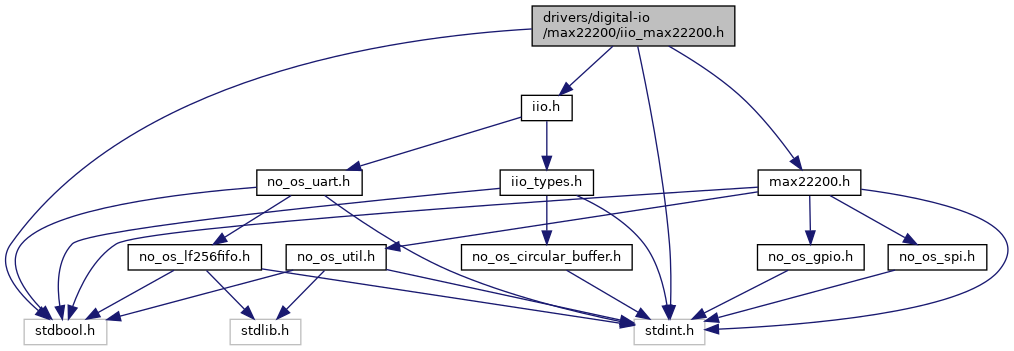 drivers/digital-io
/max22200/iio_max22200.h
iio.h
no_os_uart.h
iio_types.h
max22200.h
no_os_lf256fifo.h
no_os_util.h
no_os_circular_buffer.h
no_os_gpio.h
no_os_spi.h
stdbool.h
stdlib.h
stdint.h